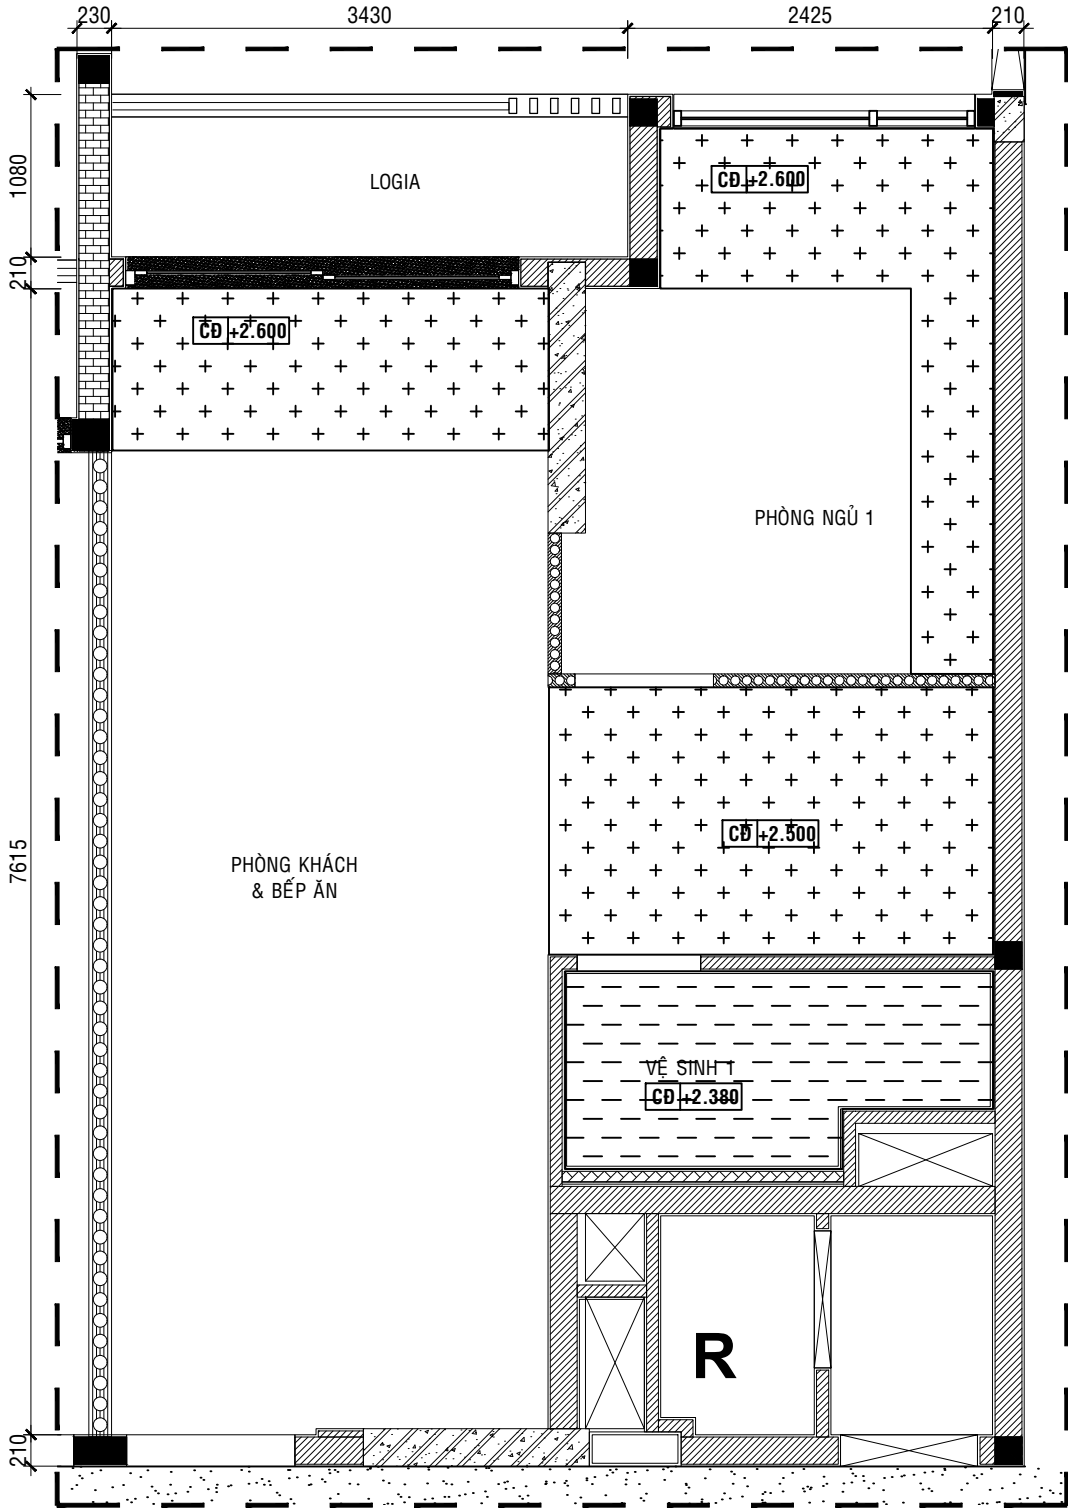 230
3430
2425
210
1080
LOGIA
CĐ +2.600
210
CĐ +2.600
PHÒNG NGỦ 1
7615
CĐ +2.500
PHÒNG KHÁCH
& BẾP ĂN
VỆ SINH 1
CĐ +2.380
R
210